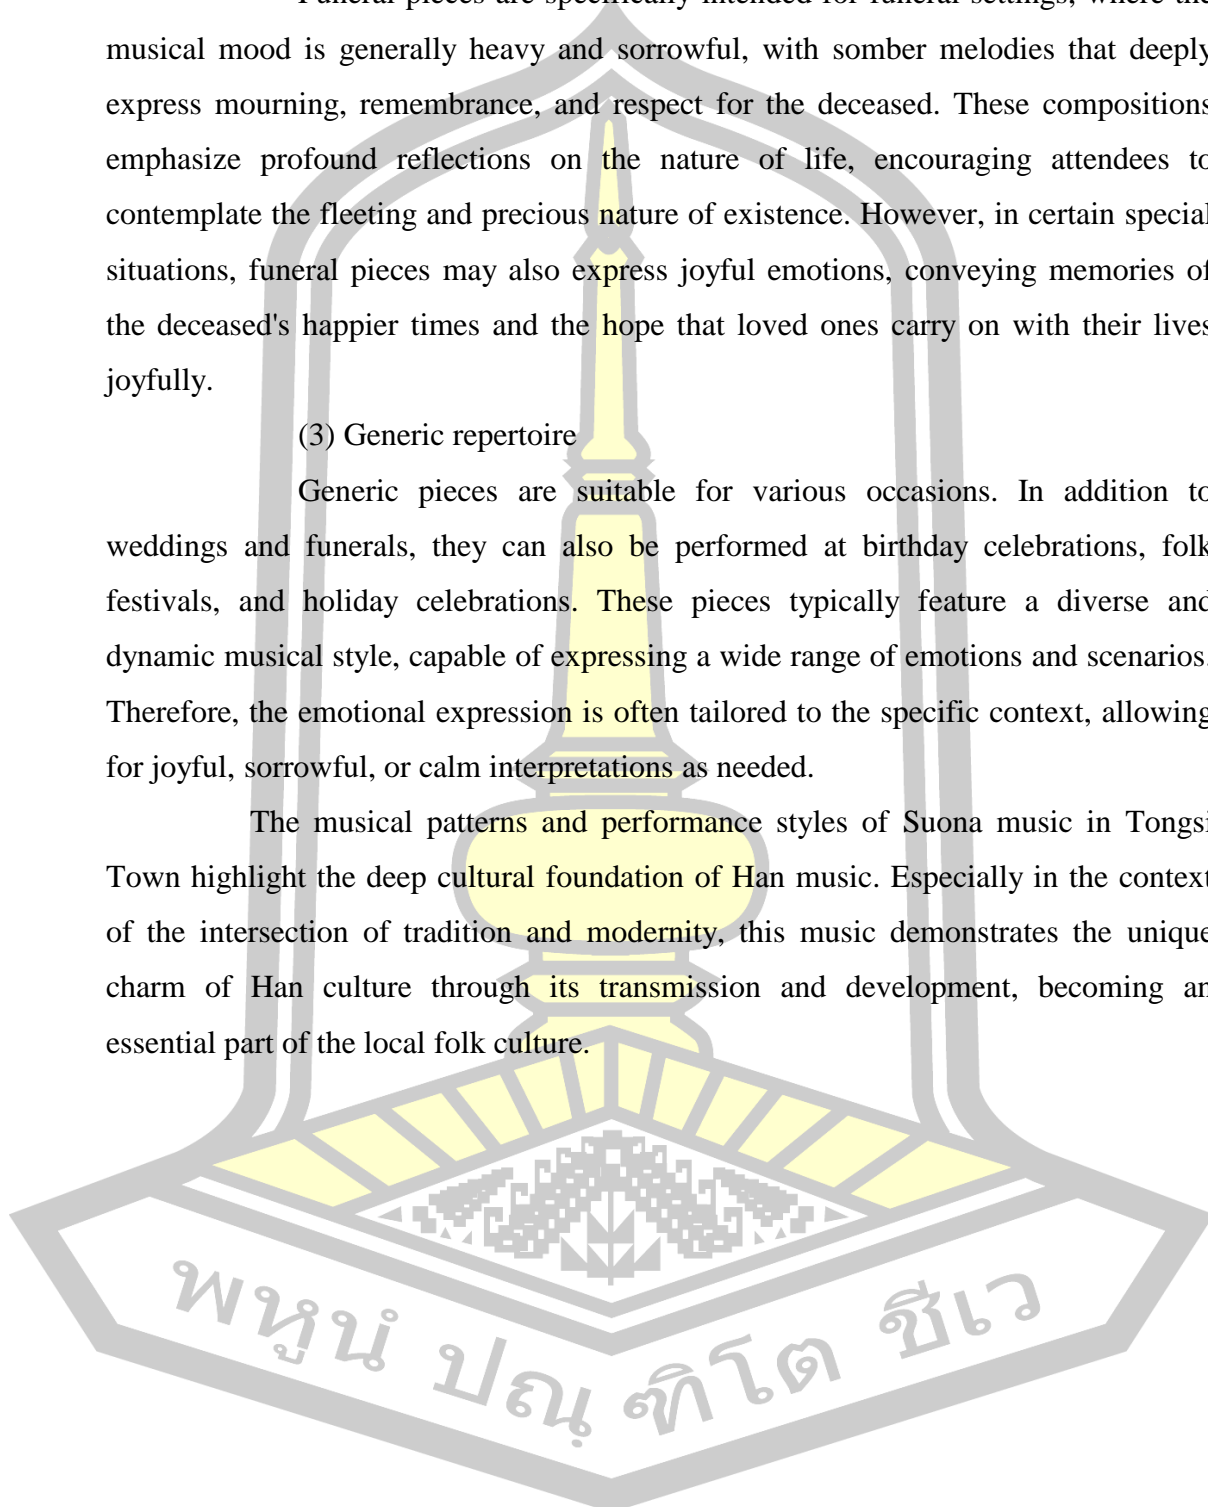 Funeral pieces are specifically intended for funeral settings, where the
musical mood is generally heavy and sorrowful, with somber melodies that deeply
express mourning, remembrance, and respect for the deceased. These compositions
emphasize profound reflections on the nature of life, encouraging attendees to
contemplate the fleeting and precious nature of existence. However, in certain special
situations, funeral pieces may also express joyful emotions, conveying memories of
the deceased's happier times and the hope that loved ones carry on with their lives
joyfully.
(3) Generic repertoire
Generic pieces are suitable for various occasions. In addition to
weddings and funerals, they can also be performed at birthday celebrations, folk
festivals, and holiday celebrations. These pieces typically feature a diverse and
dynamic musical style, capable of expressing a wide range of emotions and scenarios.
Therefore, the emotional expression is often tailored to the specific context, allowing
for joyful, sorrowful, or calm interpretations as needed.
The musical patterns and performance styles of Suona music in Tongsi
Town highlight the deep cultural foundation of Han music. Especially in the context
of the intersection of tradition and modernity, this music demonstrates the unique
charm of Han culture through its transmission and development, becoming an
essential part of the local folk culture.
พหูนํ ปณฺฑิโต ชีเว